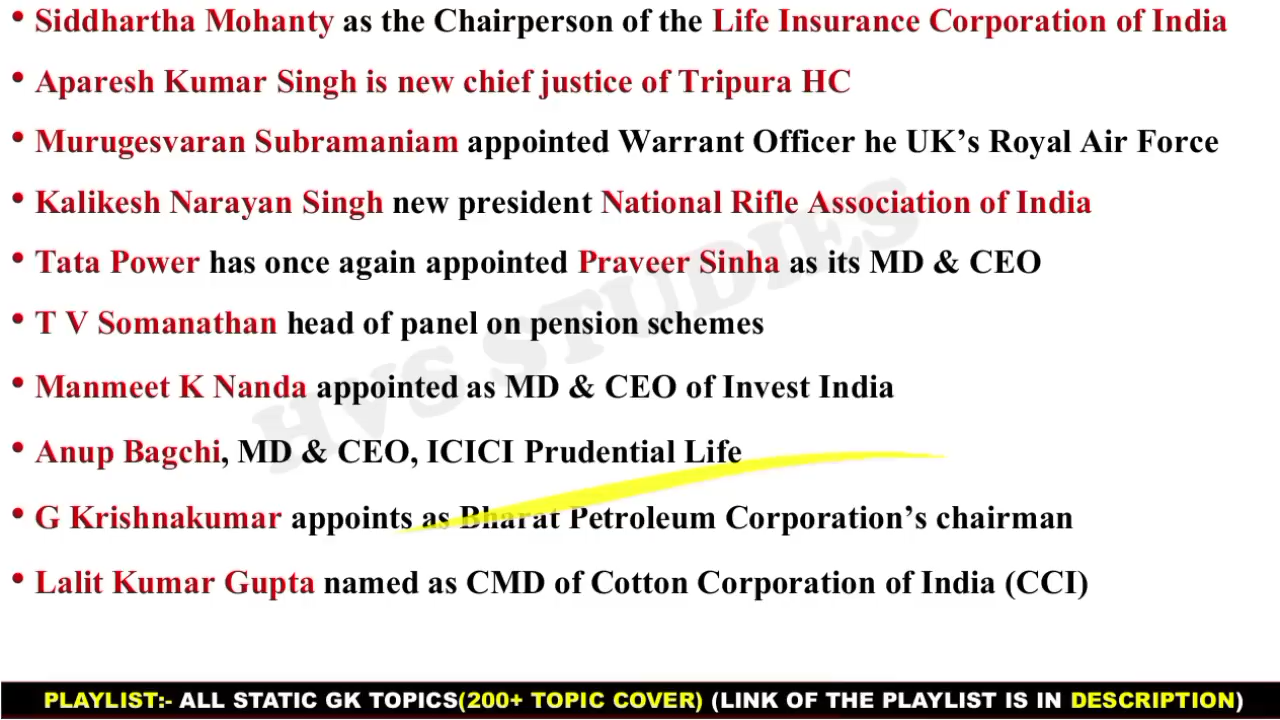 • Siddhartha Mohanty as the Chairperson of the Life Insurance Corporation of India
• Aparesh Kumar Singh is new chief justice of Tripura HC
• Murugesvaran Subramaniam appointed Warrant Officer he UK’s Royal Air Force
• Kalikesh Narayan Singh new president National Rifle Association of India
• Tata Power has once again appointed Praveer Sinha as its MD & CEO
• T V Somanathan head of panel on pension schemes
• Manmeet K Nanda appointed as MD & CEO of Invest India
• Anup Bagchi, MD & CEO, ICICI Prudential Life
• G Krishnakumar appoints as Bharat Petroleum Corporation’s chairman
• Lalit Kumar Gupta named as CMD of Cotton Corporation of India (CCI)
HVS STUDIES
PLAYLIST:- ALL STATIC GK TOPICS(200+ TOPIC COVER) (LINK OF THE PLAYLIST IS IN DESCRIPTION)